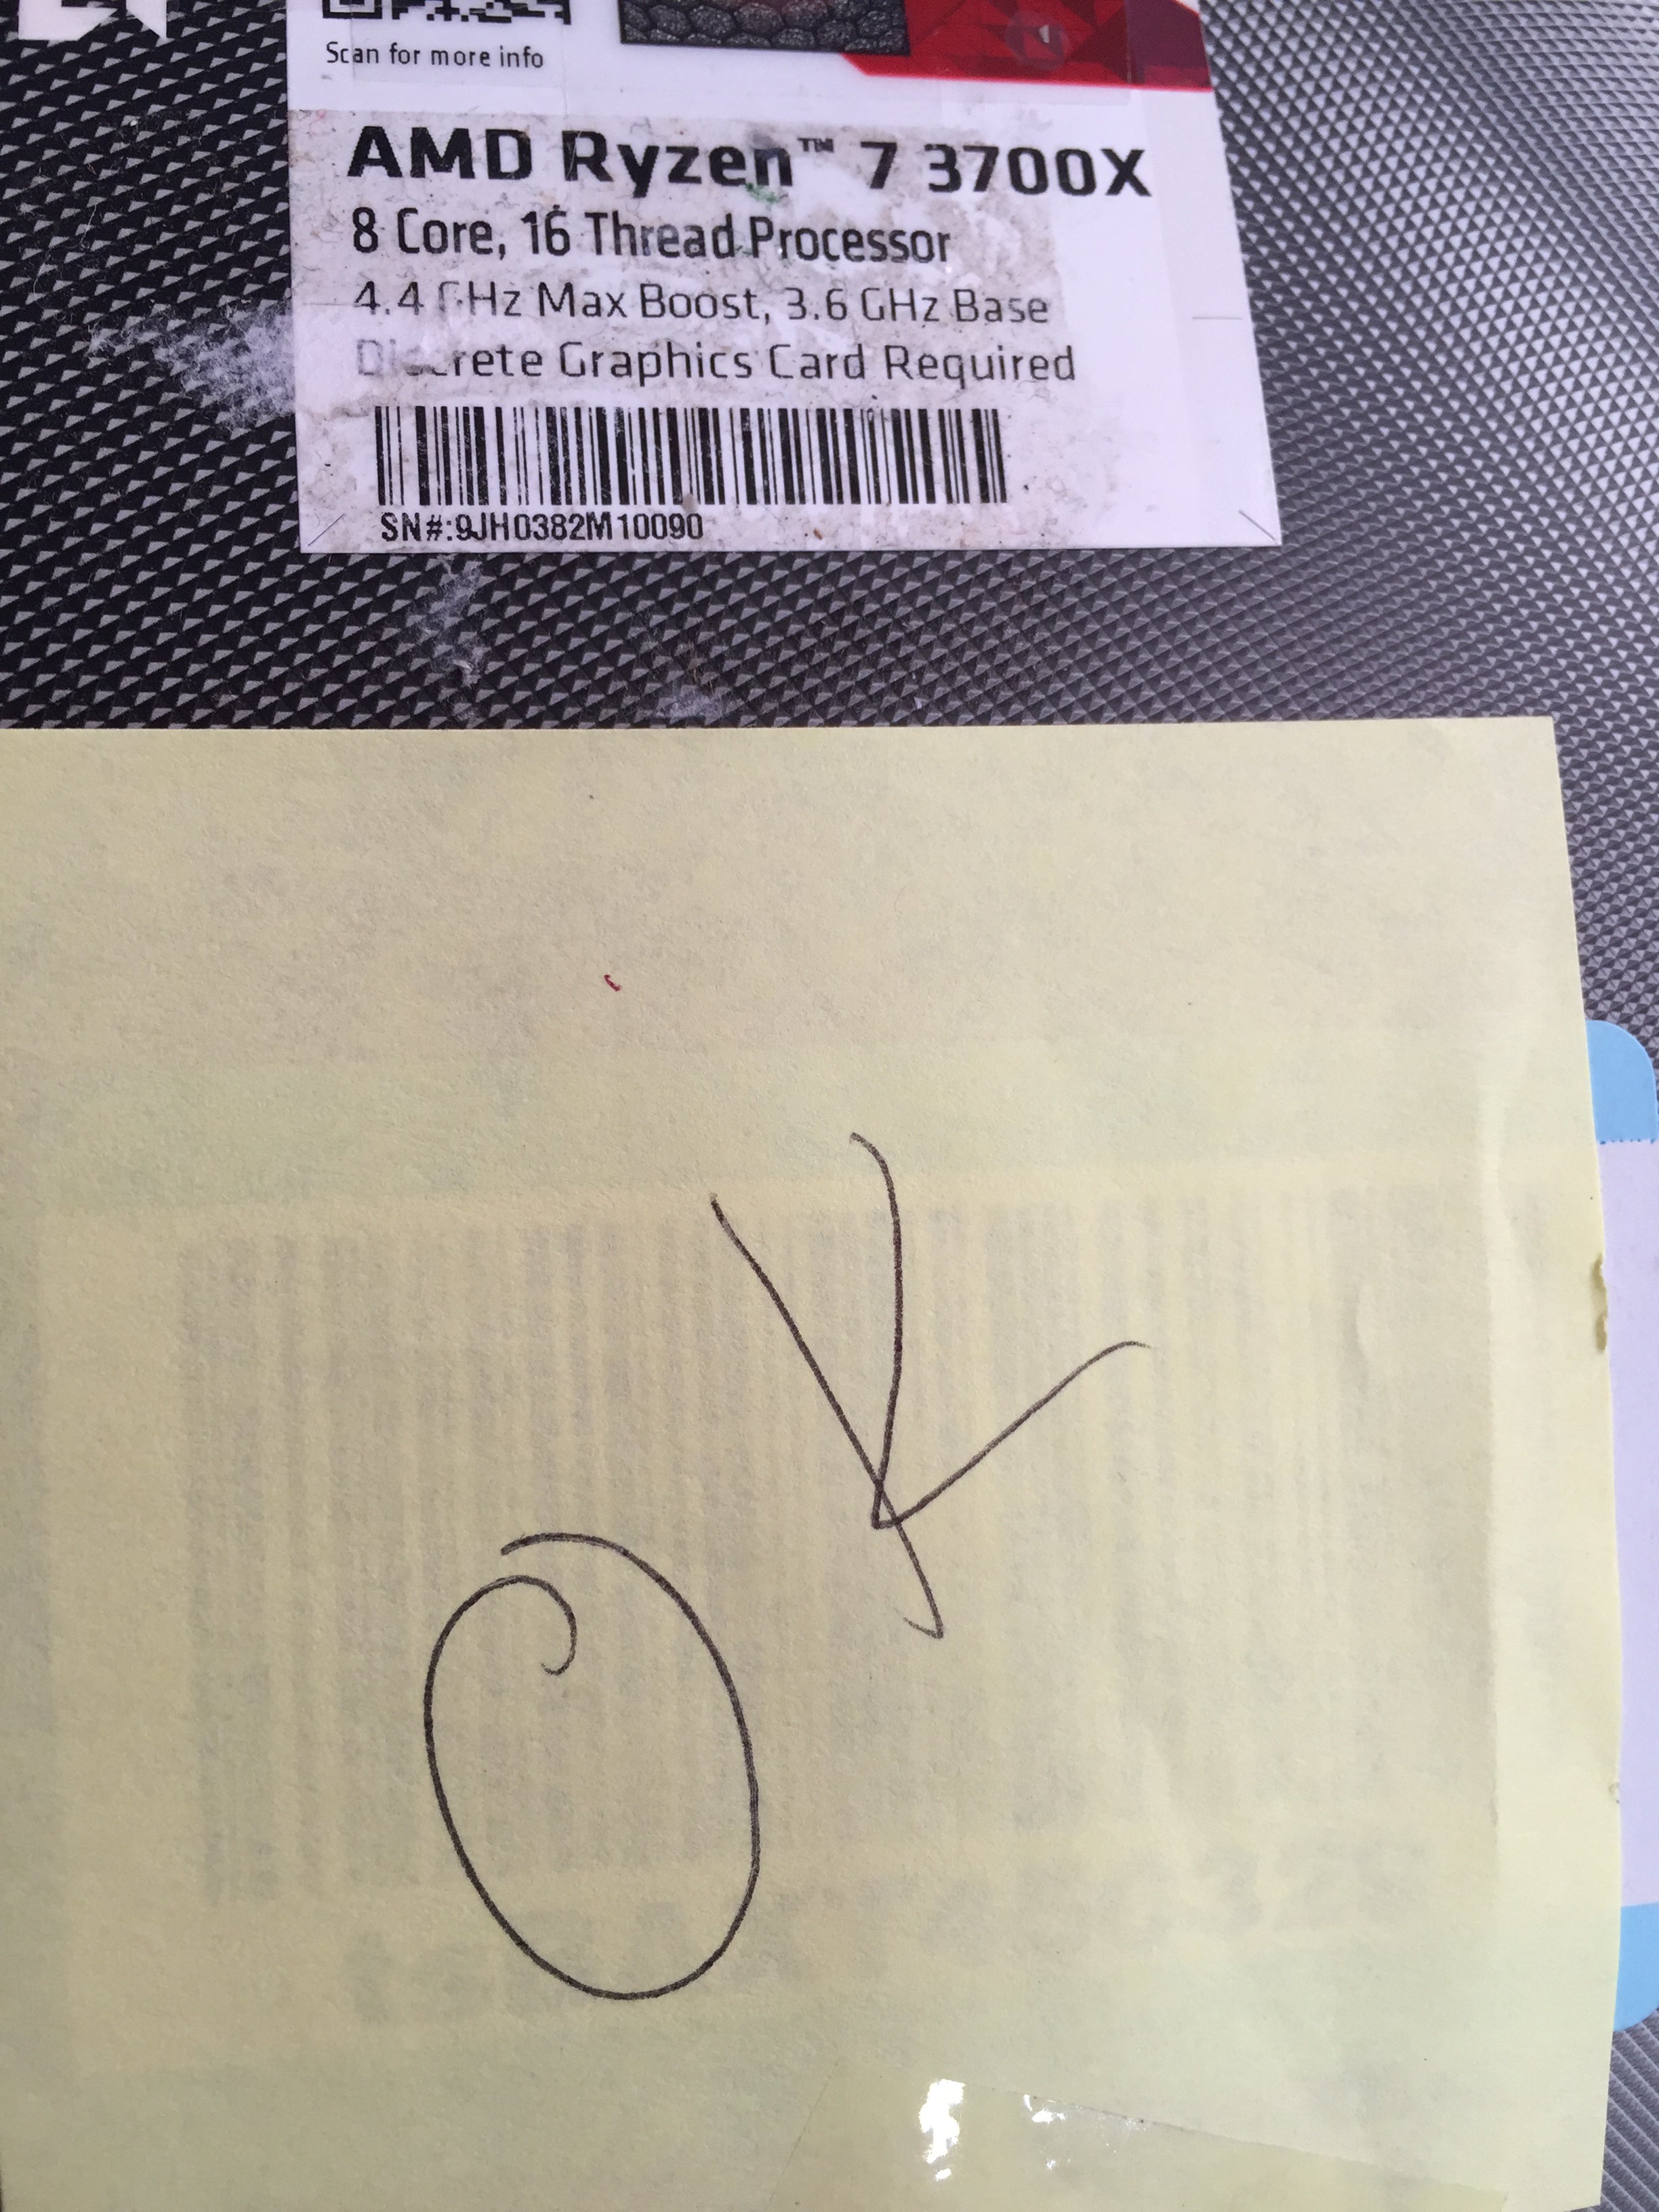 Scan for more info
AMD Ryzen™ 7 3700X
8 Core, 16 Thread Processor
4.4 GHz Max Boost, 3.6 GHz Base
Discrete Graphics Card Required
SN#:9JH0382M10090
OK